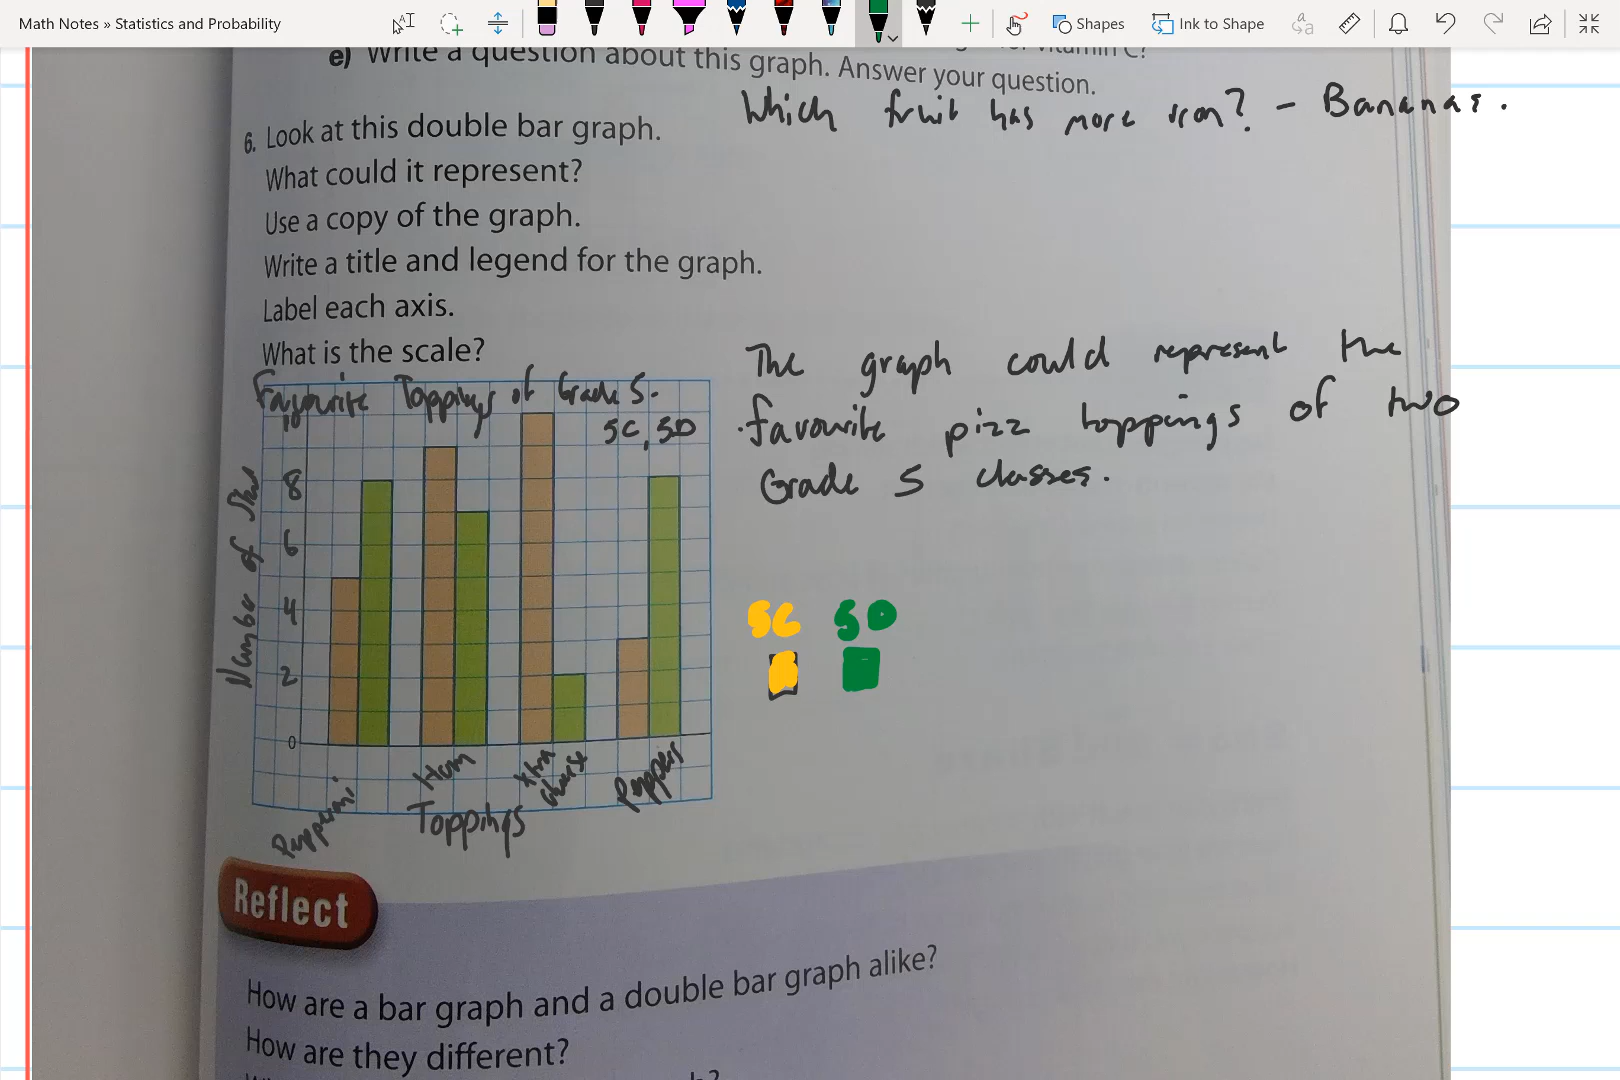 Math Notes » Statistics and Probability
Shapes
Ink to Shape
vitamin C?
e) Write a question about this graph. Answer your question.
Which fruit has more iron? - Bananas.
6. Look at this double bar graph.
What could it represent?
Use a copy of the graph.
Write a title and legend for the graph.
Label each axis.
What is the scale?
The graph could represent the
favourite pizz toppings of two
Grade 5 classes.
Favourite Toppings of Grade 5.
5C, 5D
10
8
6
4
2
0
Number of
5C 5D
Ham
Xtra
Toppings
Reflect
How are a bar graph and a double bar graph alike?
How are they different?